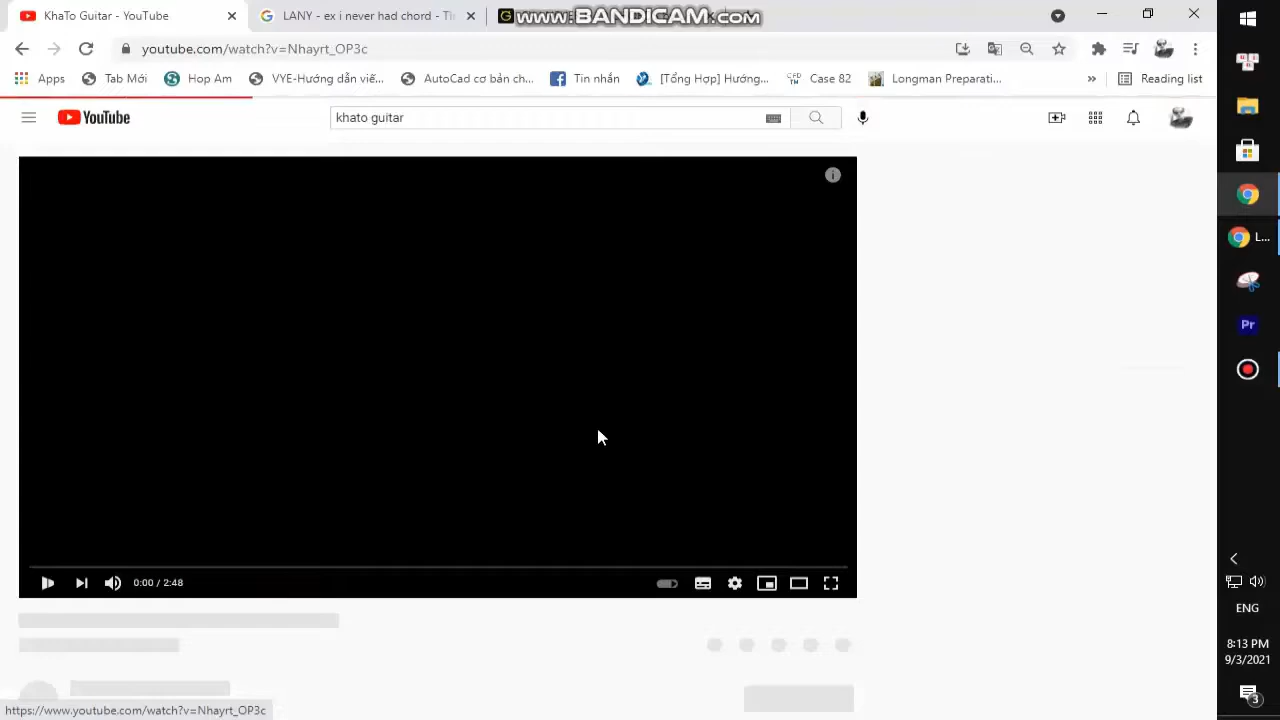 KhaTo Guitar - YouTube
LANY - ex i never had chord - T
www.BANDICAM.com
youtube.com/watch?v=Nhayrt_OP3c
Apps
Tab Mới
Hop Am
VYE-Hướng dẫn viế...
AutoCad cơ bản ch...
Tin nhắn
[Tổng Hợp] Hướng...
Case 82
Longman Preparati...
»
Reading list
YouTube
khato guitar
L...
Pr
0:00 / 2:48
ENG
8:13 PM
9/3/2021
3
https://www.youtube.com/watch?v=Nhayrt_OP3c